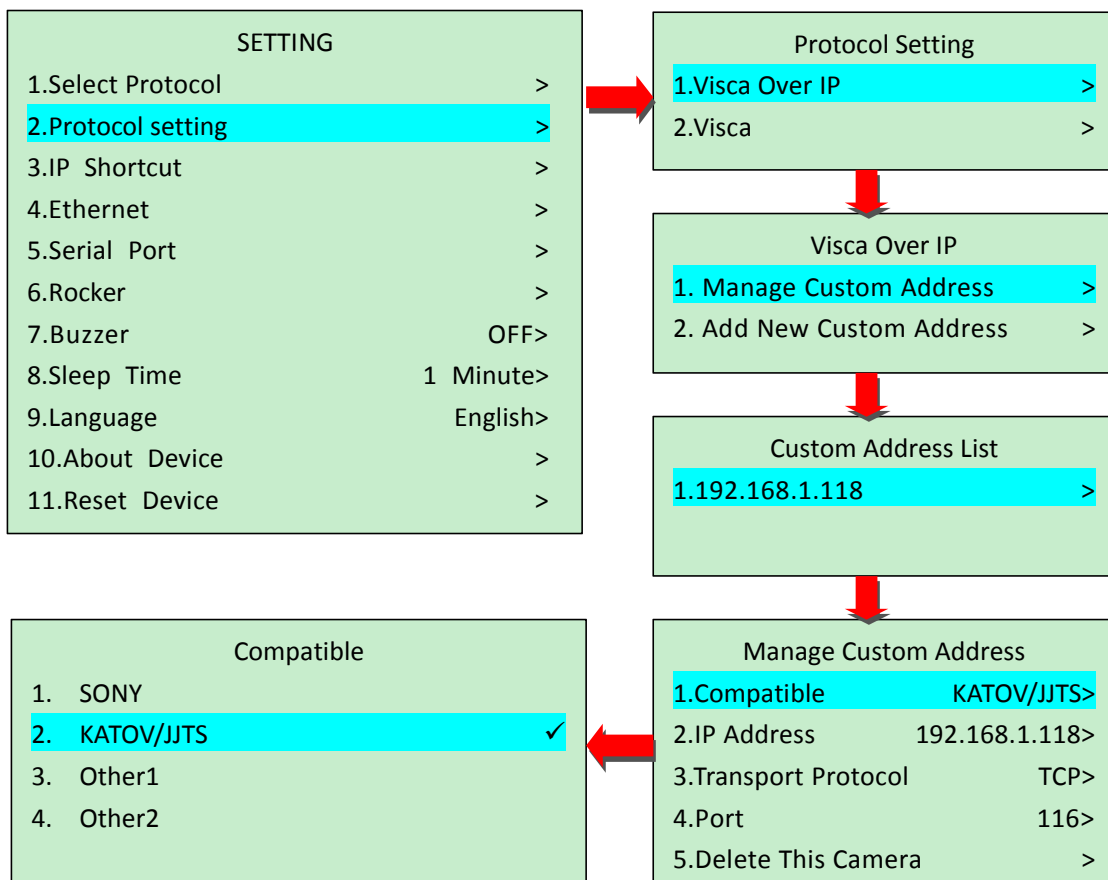 SETTING
1.Select Protocol >
2.Protocol setting >
3.IP Shortcut >
4.Ethernet >
5.Serial Port >
6.Rocker >
7.Buzzer OFF>
8.Sleep Time 1 Minute>
9.Language English>
10.About Device >
11.Reset Device >
Protocol Setting
1.Visca Over IP >
2.Visca >
Visca Over IP
1. Manage Custom Address >
2. Add New Custom Address >
Custom Address List
1.192.168.1.118 >
Manage Custom Address
1.Compatible KATOV/JJTS>
2.IP Address 192.168.1.118>
3.Transport Protocol TCP>
4.Port 116>
5.Delete This Camera >
Compatible
1. SONY
2. KATOV/JJTS ✓
3. Other1
4. Other2